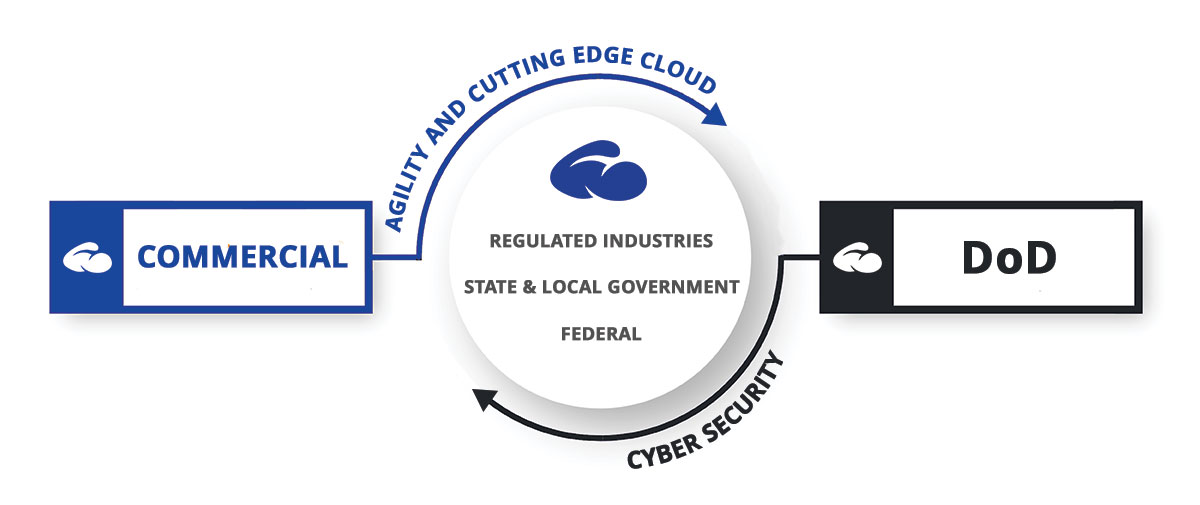 AGILITY AND CUTTING EDGE CLOUD
COMMERCIAL
REGULATED INDUSTRIES
STATE & LOCAL GOVERNMENT
FEDERAL
DoD
CYBER SECURITY